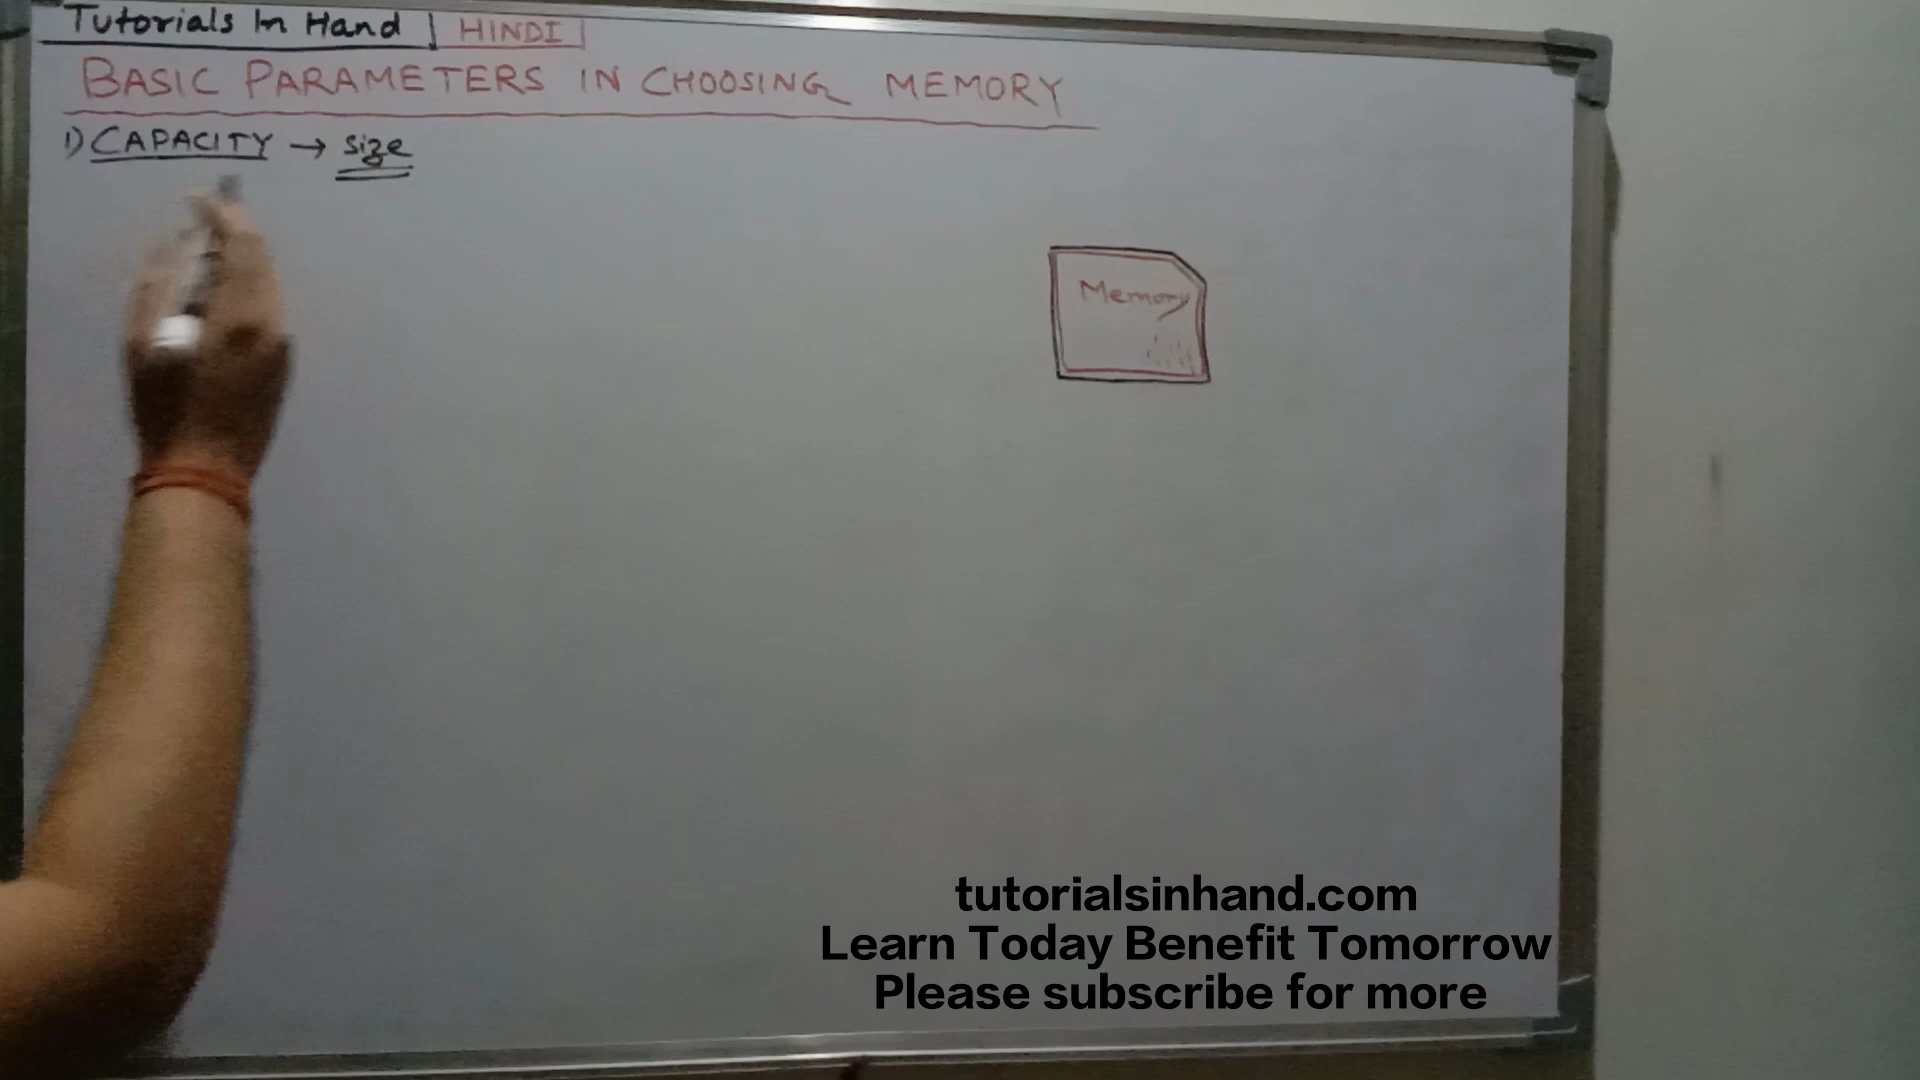 Tutorials In Hand | HINDI
BASIC PARAMETERS IN CHOOSING MEMORY
1) CAPACITY → size
Memory
tutorialsinhand.com
Learn Today Benefit Tomorrow
Please subscribe for more